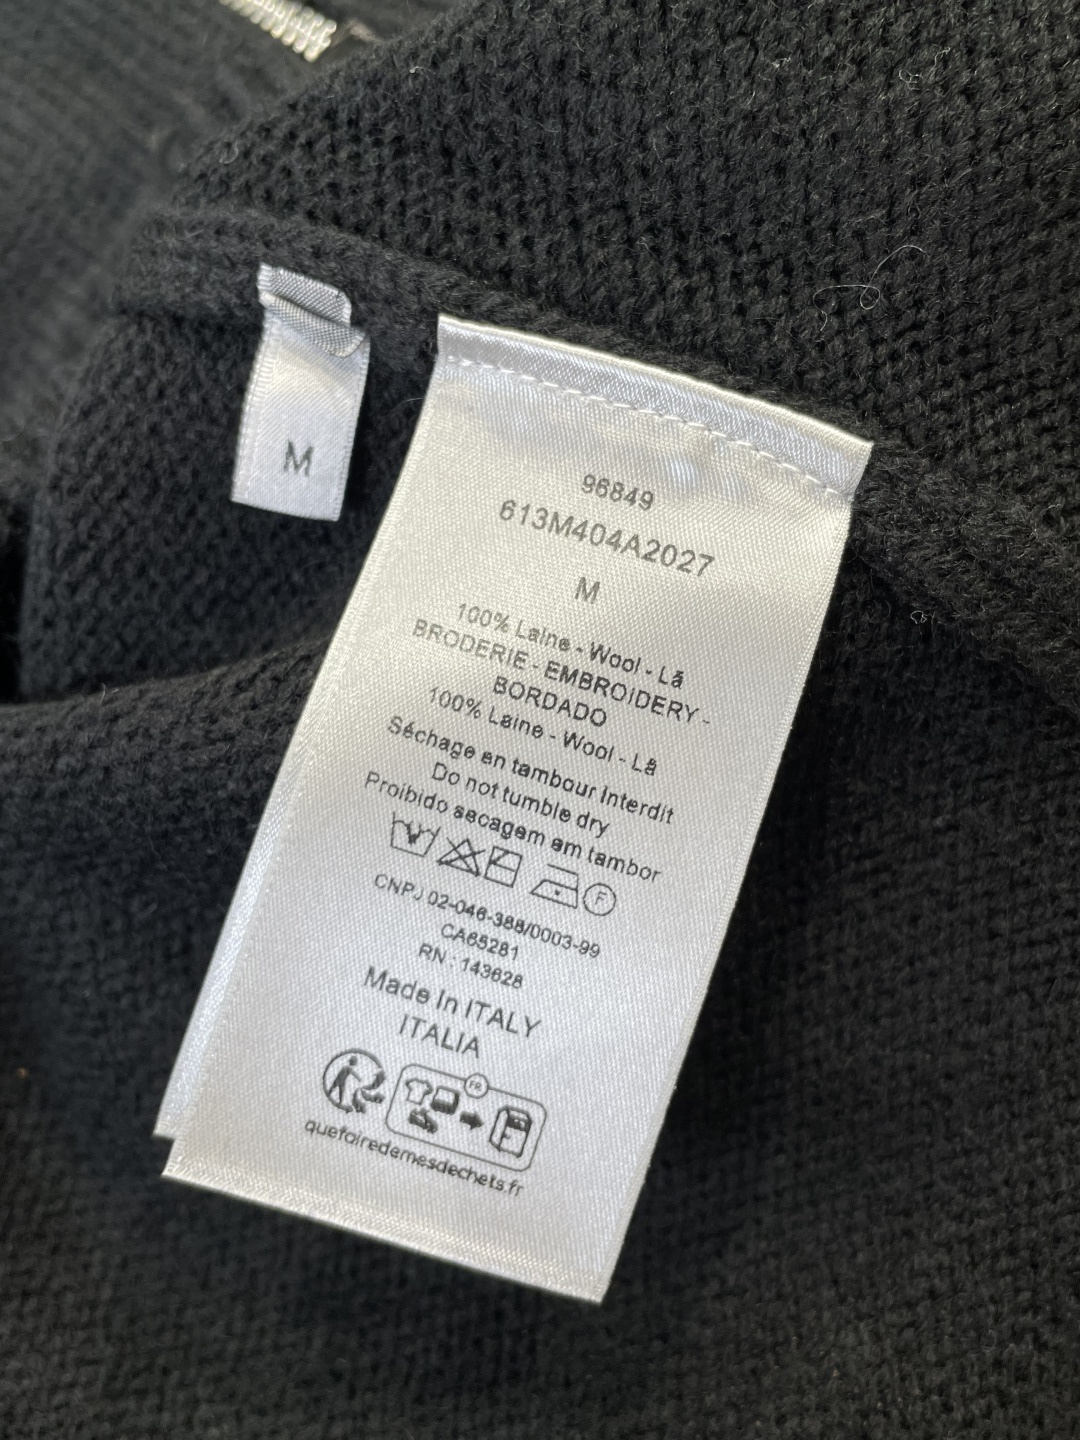 M
96849
613M404A2027
M
100% Laine - Wool - Lã
BRODERIE - EMBROIDERY -
BORDADO
100% Laine - Wool - Lã
Séchage en tambour Interdit
Do not tumble dry
Proibido secagem em tambor
F
CNPJ 02-046-388/0003-99
CA65281
RN : 143628
Made In ITALY
ITALIA
FR
quefairedemesdechets.fr